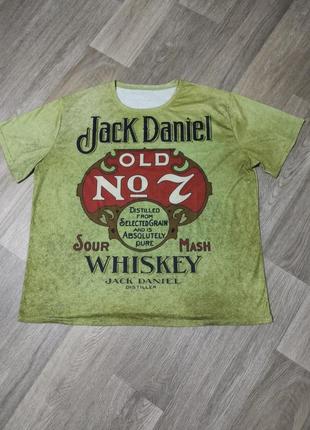 Jack Daniel
OLD
No 7
DISTILLED
FROM
SELECTED GRAIN
AND IS
ABSOLUTELY
PURE
SOUR MASH
WHISKEY
JACK DANIEL
DISTILLER